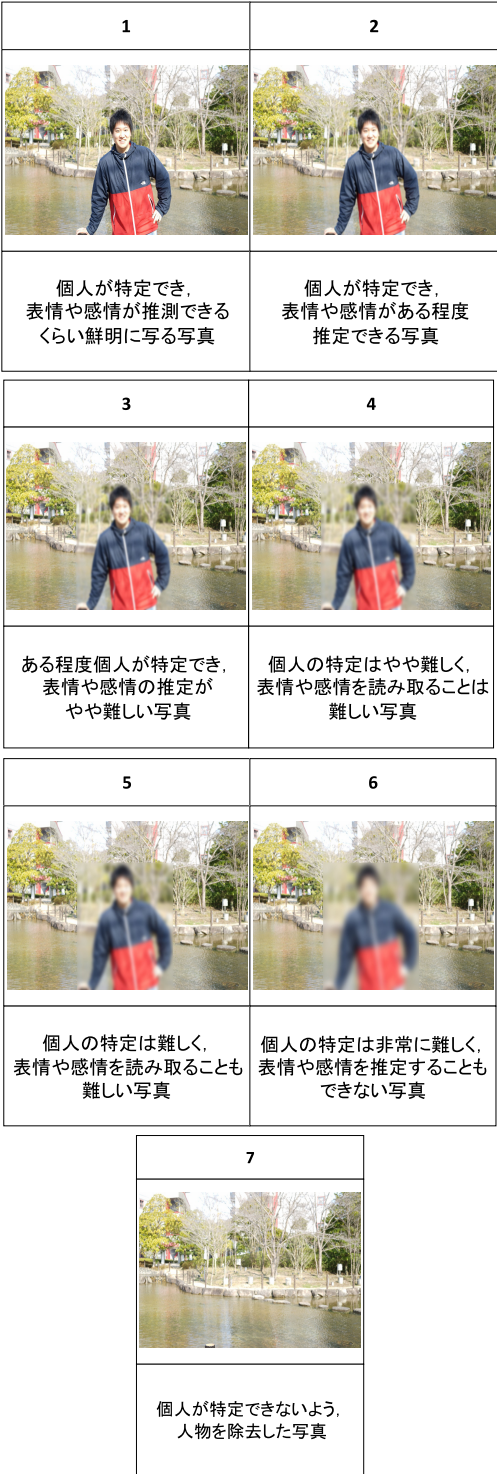 1
2
個人が特定でき,
表情や感情が推測できる
くらい鮮明に写る写真
個人が特定でき,
表情や感情がある程度
推定できる写真
3
4
ある程度個人が特定でき,
表情や感情の推定が
やや難しい写真
個人の特定はやや難しく,
表情や感情を読み取ることは
難しい写真
5
6
個人の特定は難しく,
表情や感情を読み取ることも
難しい写真
個人の特定は非常に難しく,
表情や感情を推定することも
できない写真
7
個人が特定できないよう,
人物を除去した写真